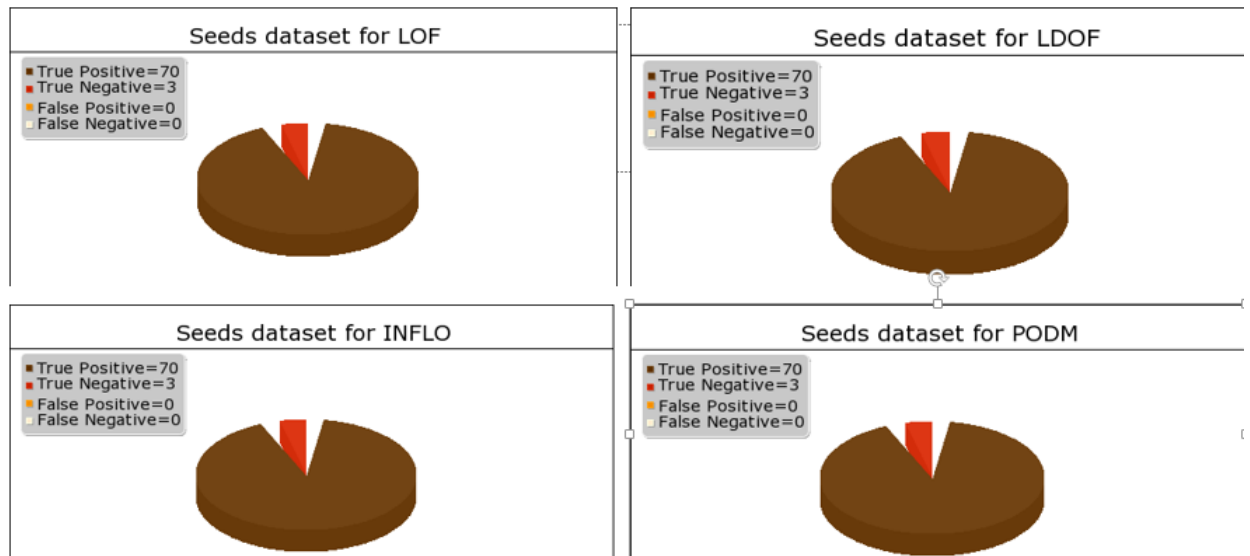 Seeds dataset for LOF
True Positive=70
True Negative=3
False Positive=0
False Negative=0
Seeds dataset for LDOF
True Positive=70
True Negative=3
False Positive=0
False Negative=0
Seeds dataset for INFLO
True Positive=70
True Negative=3
False Positive=0
False Negative=0
Seeds dataset for PODM
True Positive=70
True Negative=3
False Positive=0
False Negative=0